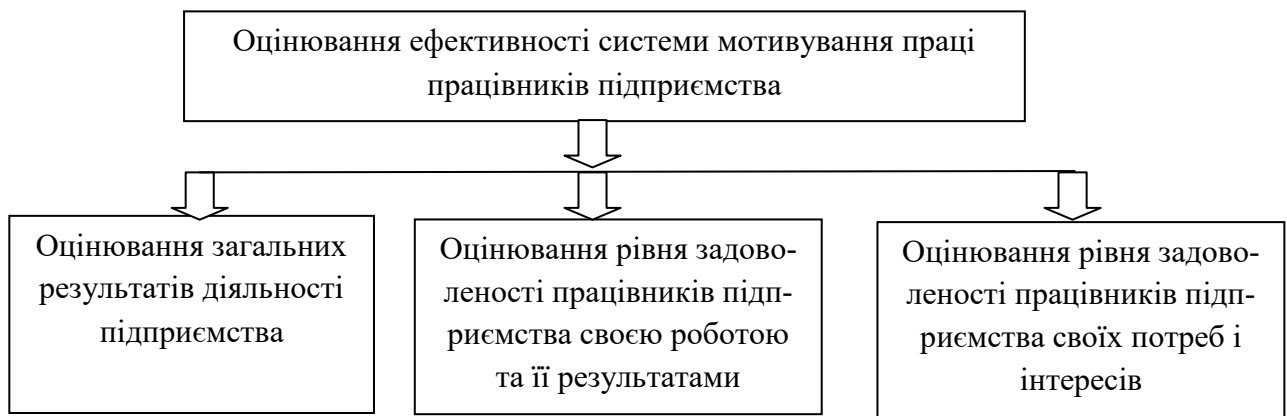 Оцінювання ефективності системи мотивування праці
працівників підприємства
Оцінювання загальних
результатів діяльності
підприємства
Оцінювання рівня задово-
леності працівників підп-
риємства своєю роботою
та її результатами
Оцінювання рівня задово-
леності працівників підп-
риємства своїх потреб і
інтересів